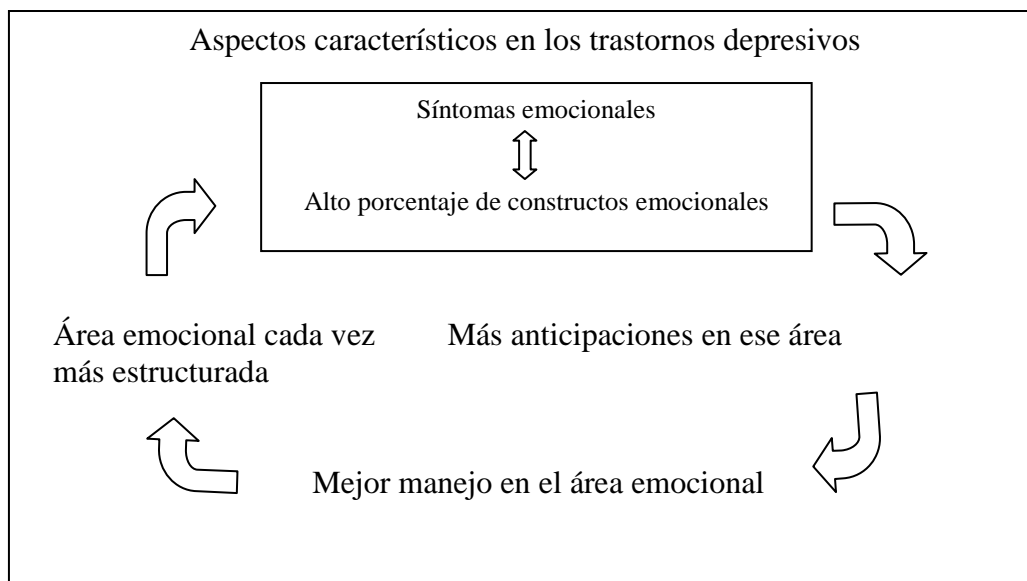 Aspectos característicos en los trastornos depresivos
Síntomas emocionales
Alto porcentaje de constructos emocionales
Área emocional cada vez
más estructurada
Más anticipaciones en ese área
Mejor manejo en el área emocional